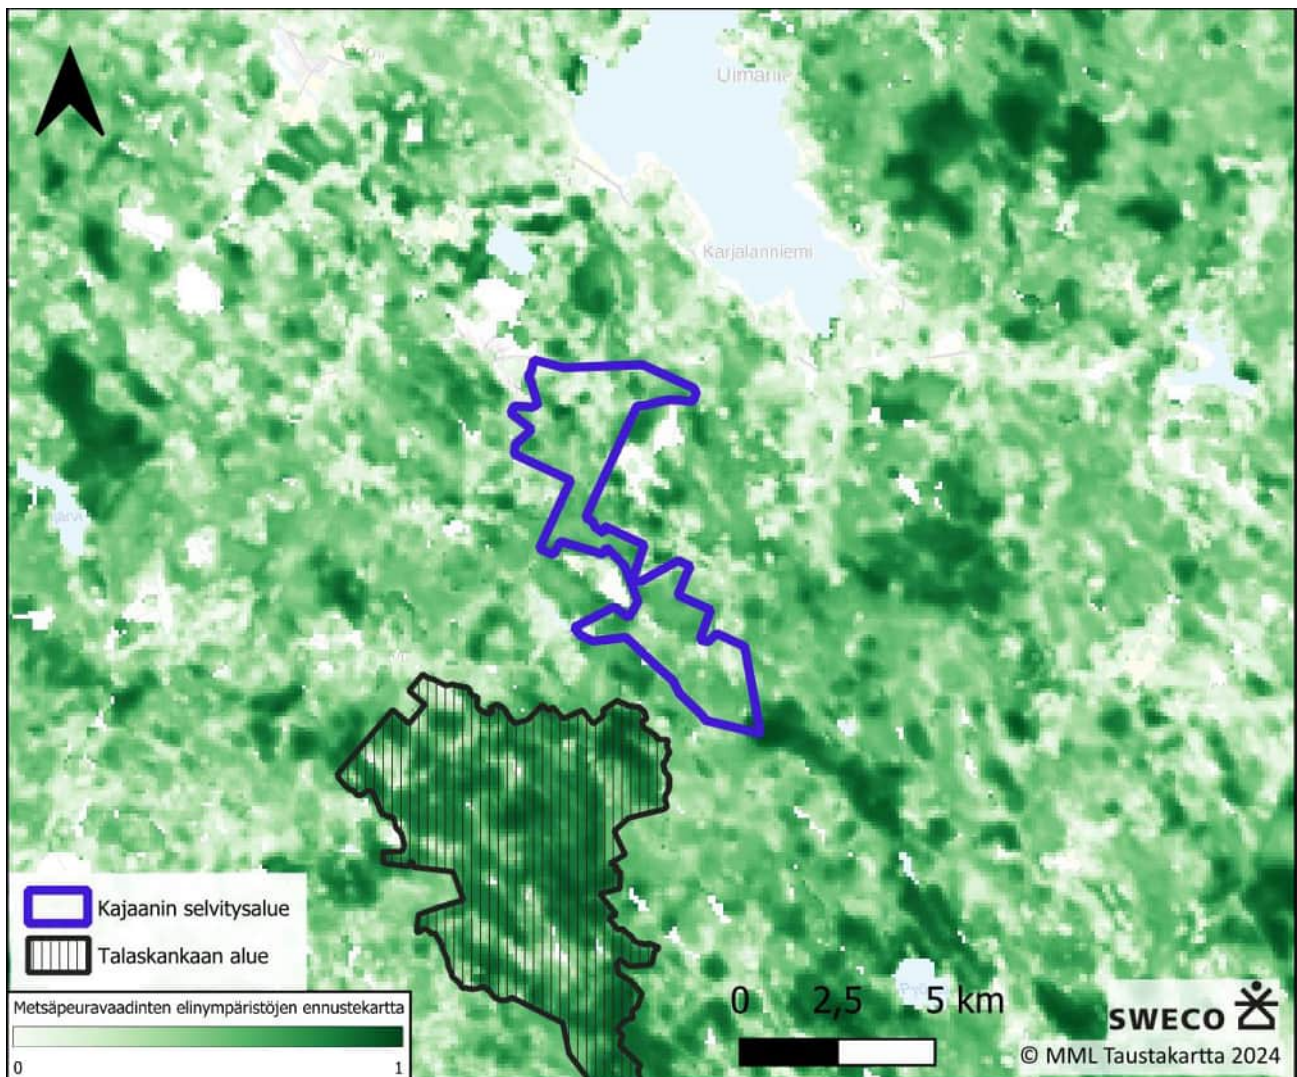 Karjalanniemi
Kajaanin selvitysalue
Talaskankaan alue
Metsäpeuravaadinten elinympäristöjen ennustekartta
0 1
0 2,5 5 km
SWECO
© MML Taustakartta 2024